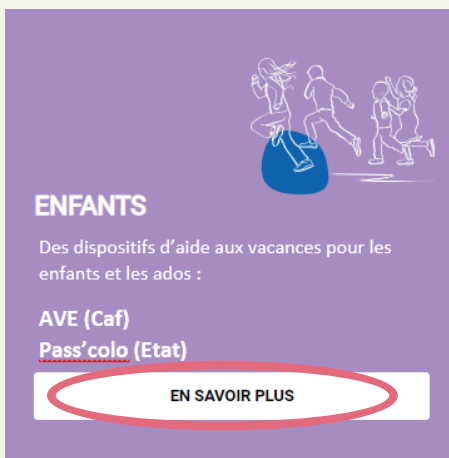 ENFANTS
Des dispositifs d'aide aux vacances pour les
enfants et les ados :
AVE (Caf)
Pass'colo (Etat)
EN SAVOIR PLUS